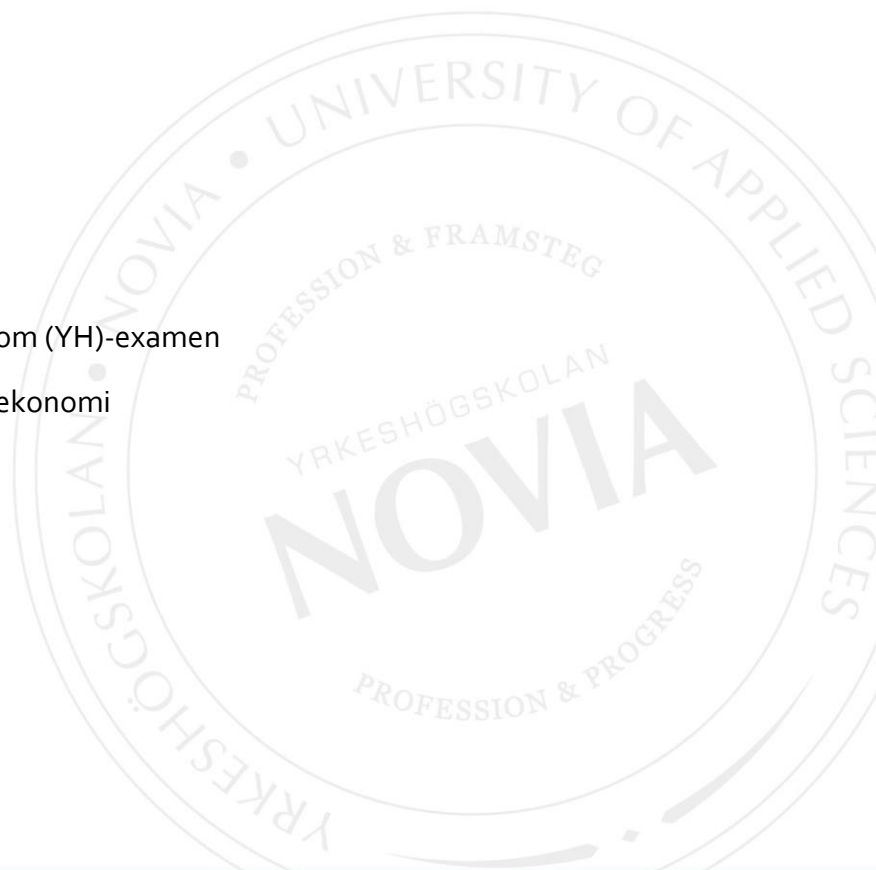 om (YH)-examen
ekonomi
YRKESHÖGSKOLAN • NOVIA • UNIVERSITY OF APPLIED SCIENCES
PROFESSION & FRAMSTEG
YRKESHÖGSKOLAN
NOVIA
PROFESSION & PROGRESS